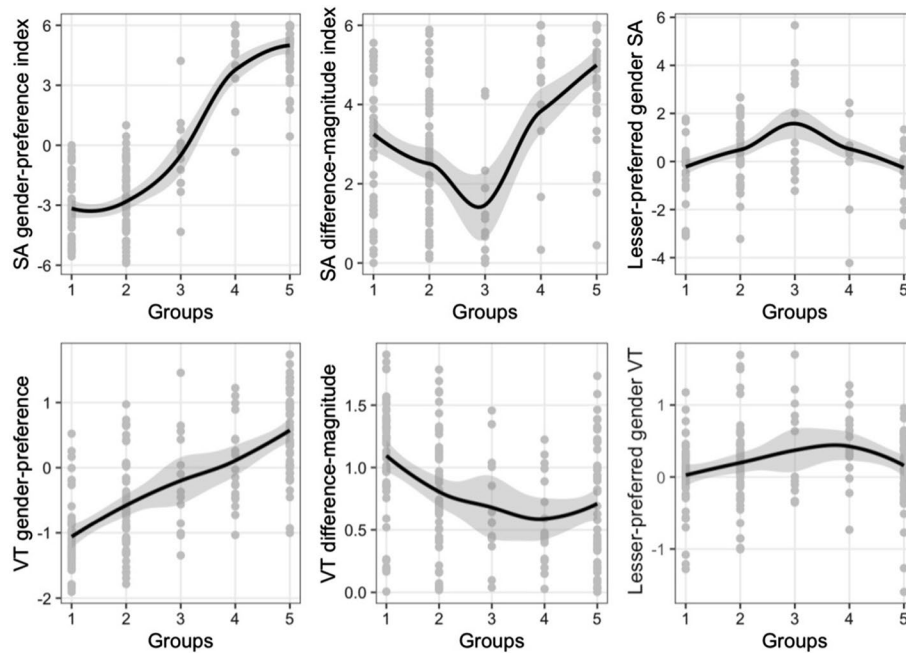 SA gender-preference index
6
3
0
-3
-6
1 2 3 4 5
Groups
SA difference-magnitude index
6
4
2
0
1 2 3 4 5
Groups
Lesser-preferred gender SA
6
4
2
0
-2
-4
1 2 3 4 5
Groups
VT gender-preference
1
0
-1
-2
1 2 3 4 5
Groups
VT difference-magnitude
1.5
1.0
0.5
0.0
1 2 3 4 5
Groups
Lesser-preferred gender VT
1
0
-1
1 2 3 4 5
Groups